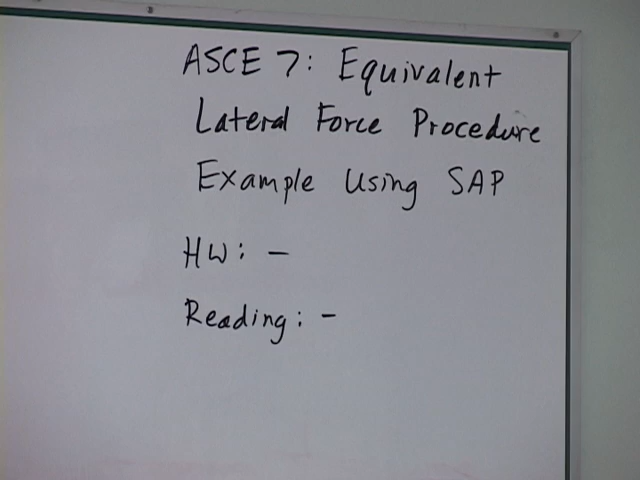 ASCE 7: Equivalent
Lateral Force Procedure
Example Using SAP
HW: -
Reading: -